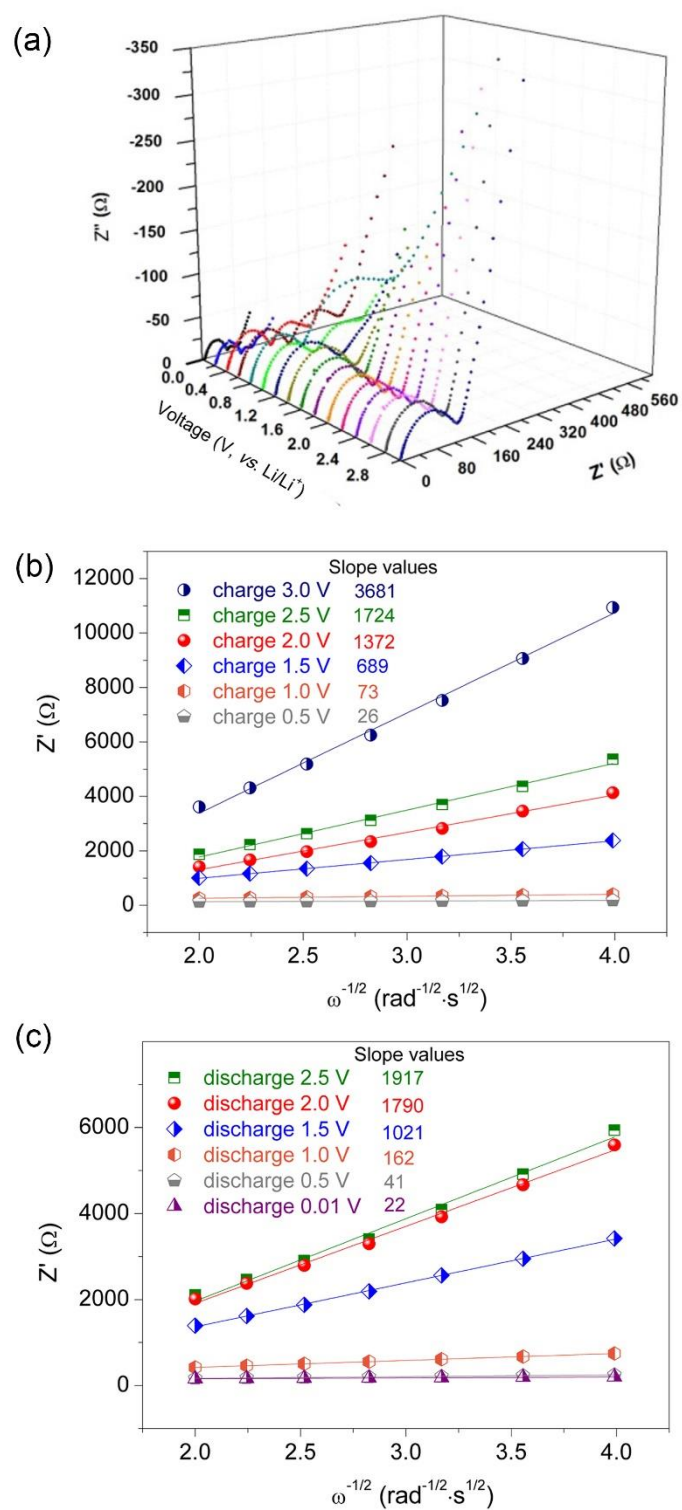 (a)
-350
-300
-250
-200
-150
-100
-50
0
Z" (Ω)
0.0
0.4
0.8
1.2
1.6
2.0
2.4
2.8
Voltage (V, vs. Li/Li⁺)
0
80
160
240
320
400
480
560
Z' (Ω)
(b)
Slope values
charge 3.0 V 3681
charge 2.5 V 1724
charge 2.0 V 1372
charge 1.5 V 689
charge 1.0 V 73
charge 0.5 V 26
12000
10000
8000
6000
4000
2000
0
Z' (Ω)
2.0 2.5 3.0 3.5 4.0
ω⁻¹/² (rad⁻¹/²·s¹/²)
(c)
Slope values
discharge 2.5 V 1917
discharge 2.0 V 1790
discharge 1.5 V 1021
discharge 1.0 V 162
discharge 0.5 V 41
discharge 0.01 V 22
6000
4000
2000
0
Z' (Ω)
2.0 2.5 3.0 3.5 4.0
ω⁻¹/² (rad⁻¹/²·s¹/²)